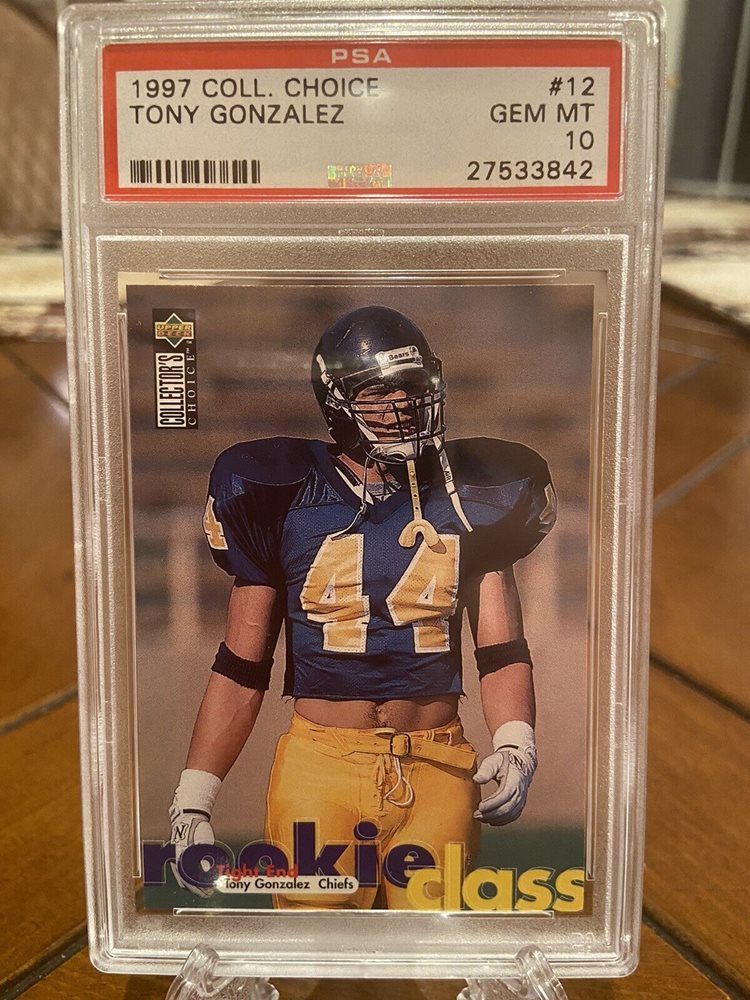 PSA
1997 COLL. CHOICE #12
TONY GONZALEZ GEM MT
10
27533842
UPPER
DECK
COLLECTOR'S
CHOICE
Bears
44
44
rookie
class
Tight End
Tony Gonzalez Chiefs
N